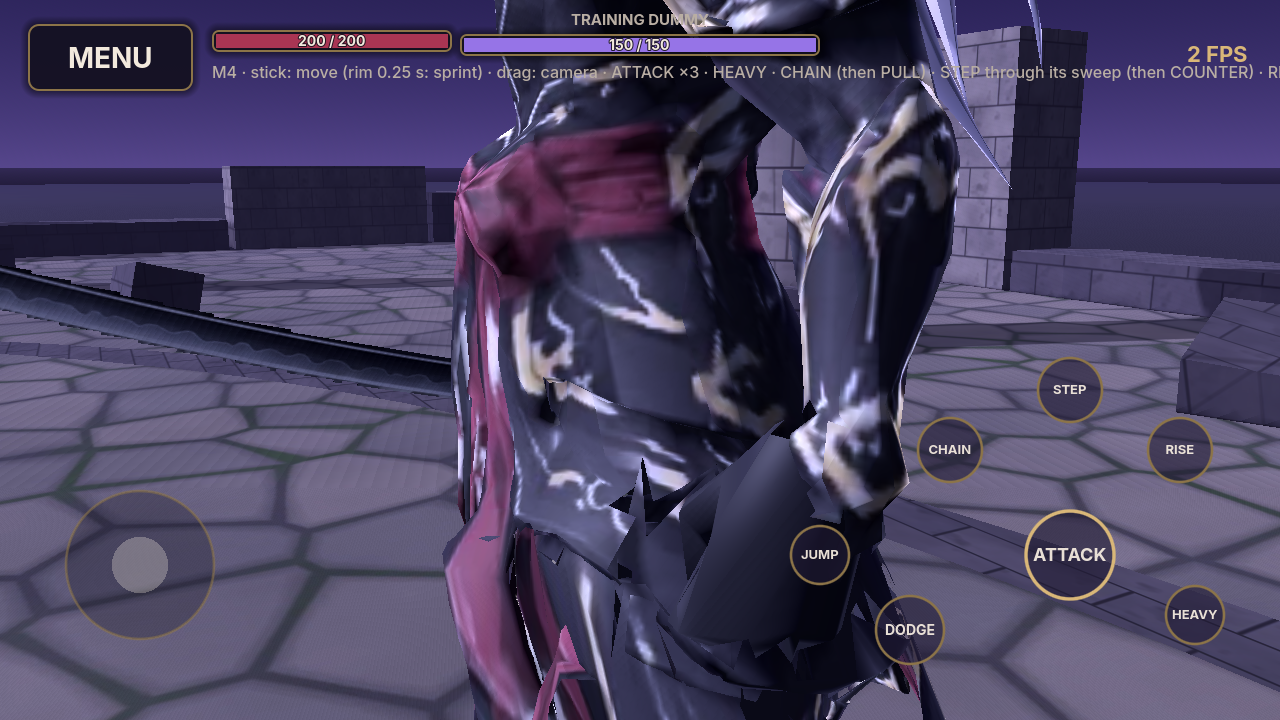 TRAINING DUMMY
MENU
200 / 200
150 / 150
2 FPS
M4 · stick: move (rim 0.25 s: sprint) · drag: camera · ATTACK ×3 · HEAVY · CHAIN (then PULL) · STEP through its sweep (then COUNTER) ·
STEP
CHAIN
RISE
JUMP
ATTACK
HEAVY
DODGE